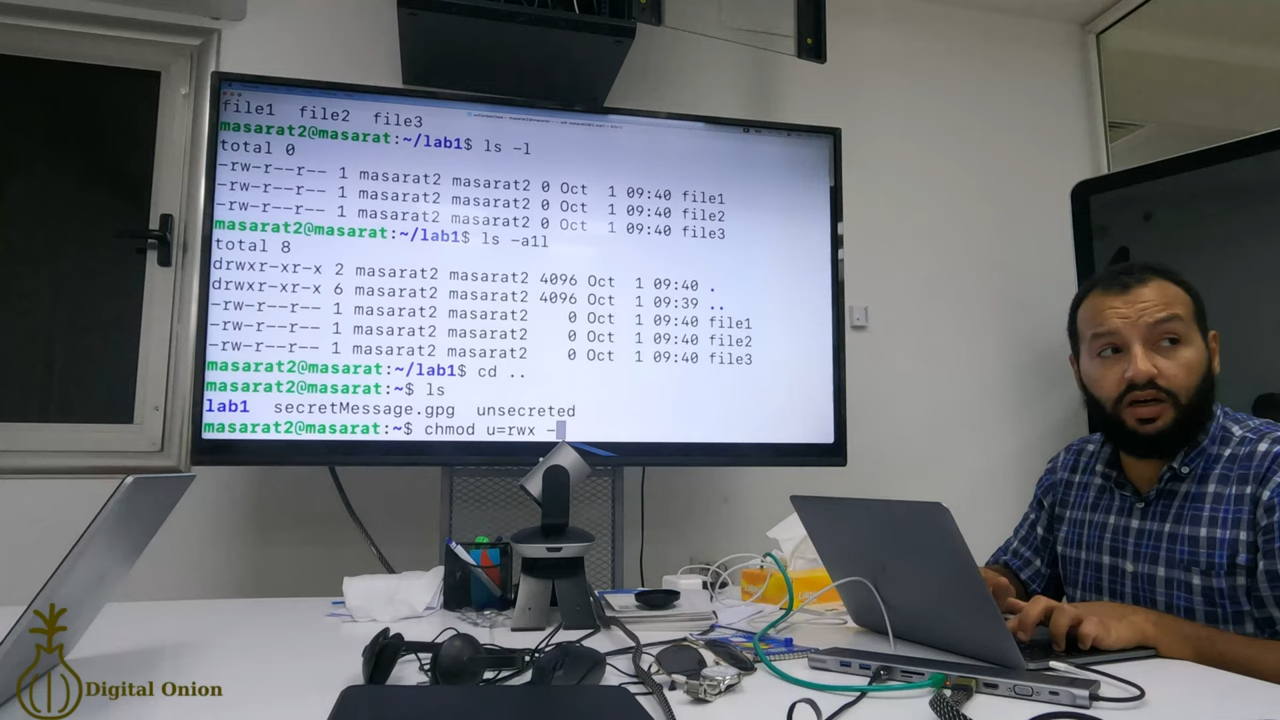 file1  file2  file3
masarat2@masarat:~/lab1$ ls -l
total 0
-rw-r--r-- 1 masarat2 masarat2 0 Oct  1 09:40 file1
-rw-r--r-- 1 masarat2 masarat2 0 Oct  1 09:40 file2
-rw-r--r-- 1 masarat2 masarat2 0 Oct  1 09:40 file3
masarat2@masarat:~/lab1$ ls -a1l
total 8
drwxr-xr-x 2 masarat2 masarat2 4096 Oct  1 09:40 .
drwxr-xr-x 6 masarat2 masarat2 4096 Oct  1 09:39 ..
-rw-r--r-- 1 masarat2 masarat2    0 Oct  1 09:40 file1
-rw-r--r-- 1 masarat2 masarat2    0 Oct  1 09:40 file2
-rw-r--r-- 1 masarat2 masarat2    0 Oct  1 09:40 file3
masarat2@masarat:~/lab1$ cd ..
masarat2@masarat:~$ ls
lab1  secretMessage.gpg  unsecreted
masarat2@masarat:~$ chmod u=rwx -
Digital Onion